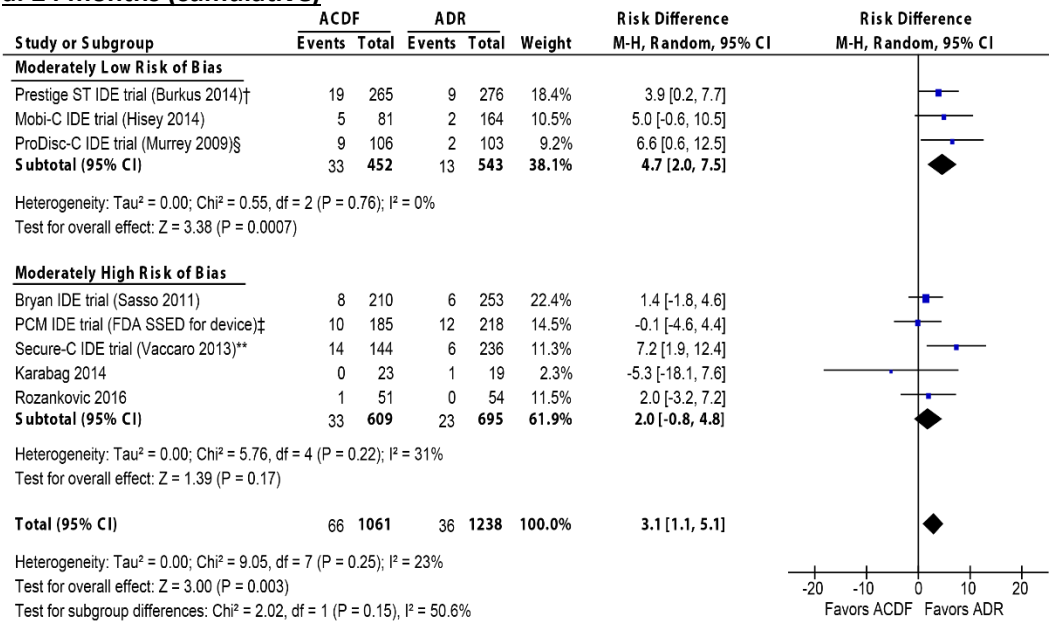 ACDF ADR Risk Difference Risk Difference
Study or Subgroup Events Total Events Total Weight M-H, Random, 95% CI M-H, Random, 95% CI
Moderately Low Risk of Bias
Prestige ST IDE trial (Burkus 2014)† 19 265 9 276 18.4% 3.9 [0.2, 7.7]
Mobi-C IDE trial (Hisey 2014) 5 81 2 164 10.5% 5.0 [-0.6, 10.5]
ProDisc-C IDE trial (Murrey 2009)§ 9 106 2 103 9.2% 6.6 [0.6, 12.5]
Subtotal (95% CI) 33 452 13 543 38.1% 4.7 [2.0, 7.5]
Heterogeneity: Tau² = 0.00; Chi² = 0.55, df = 2 (P = 0.76); I² = 0%
Test for overall effect: Z = 3.38 (P = 0.0007)
Moderately High Risk of Bias
Bryan IDE trial (Sasso 2011) 8 210 6 253 22.4% 1.4 [-1.8, 4.6]
PCM IDE trial (FDA SSED for device)‡ 10 185 12 218 14.5% -0.1 [-4.6, 4.4]
Secure-C IDE trial (Vaccaro 2013)** 14 144 6 236 11.3% 7.2 [1.9, 12.4]
Karabag 2014 0 23 1 19 2.3% -5.3 [-18.1, 7.6]
Rozankovic 2016 1 51 0 54 11.5% 2.0 [-3.2, 7.2]
Subtotal (95% CI) 33 609 23 695 61.9% 2.0 [-0.8, 4.8]
Heterogeneity: Tau² = 0.00; Chi² = 5.76, df = 4 (P = 0.22); I² = 31%
Test for overall effect: Z = 1.39 (P = 0.17)
Total (95% CI) 66 1061 36 1238 100.0% 3.1 [1.1, 5.1]
Heterogeneity: Tau² = 0.00; Chi² = 9.05, df = 7 (P = 0.25); I² = 23%
Test for overall effect: Z = 3.00 (P = 0.003)
Test for subgroup differences: Chi² = 2.02, df = 1 (P = 0.15), I² = 50.6%
-20 -10 0 10 20
Favors ACDF Favors ADR